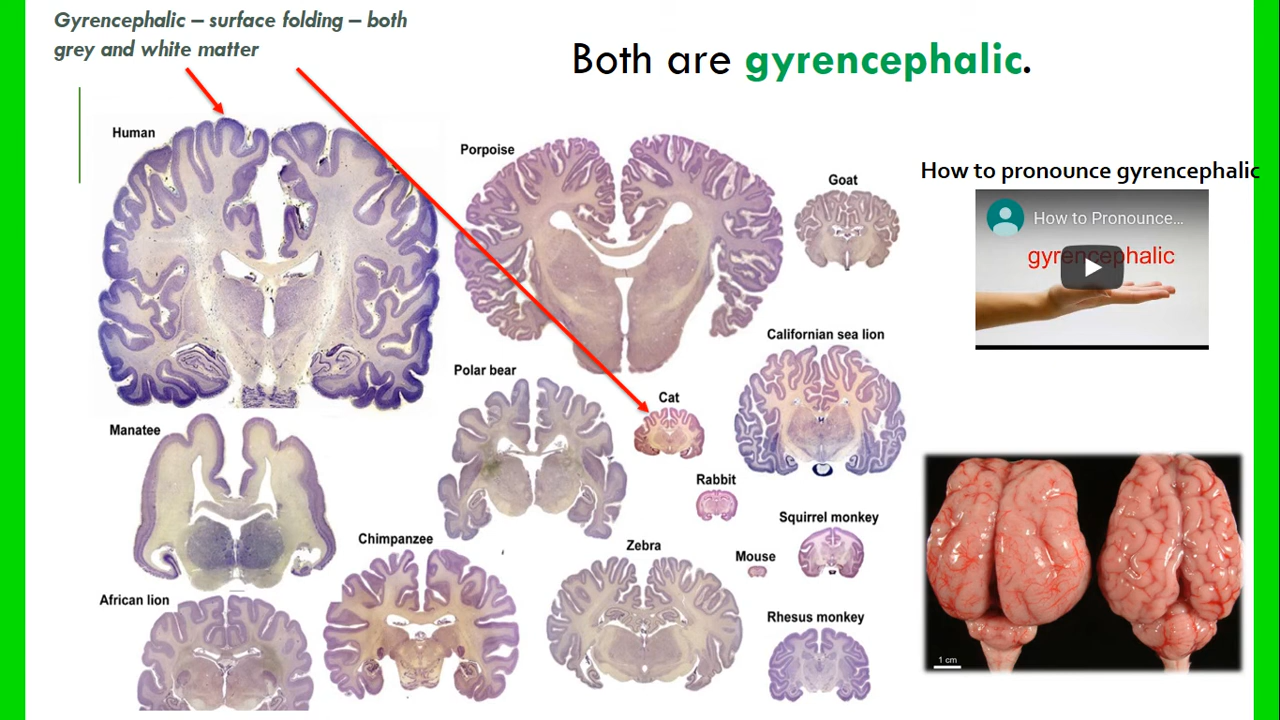 Gyrencephalic – surface folding – both
grey and white matter
Both are gyrencephalic.
Human
Porpoise
Goat
How to pronounce gyrencephalic
How to Pronounce...
gyrencephalic
Californian sea lion
Polar bear
Cat
Manatee
Rabbit
Squirrel monkey
Chimpanzee
Zebra
Mouse
African lion
Rhesus monkey
1 cm